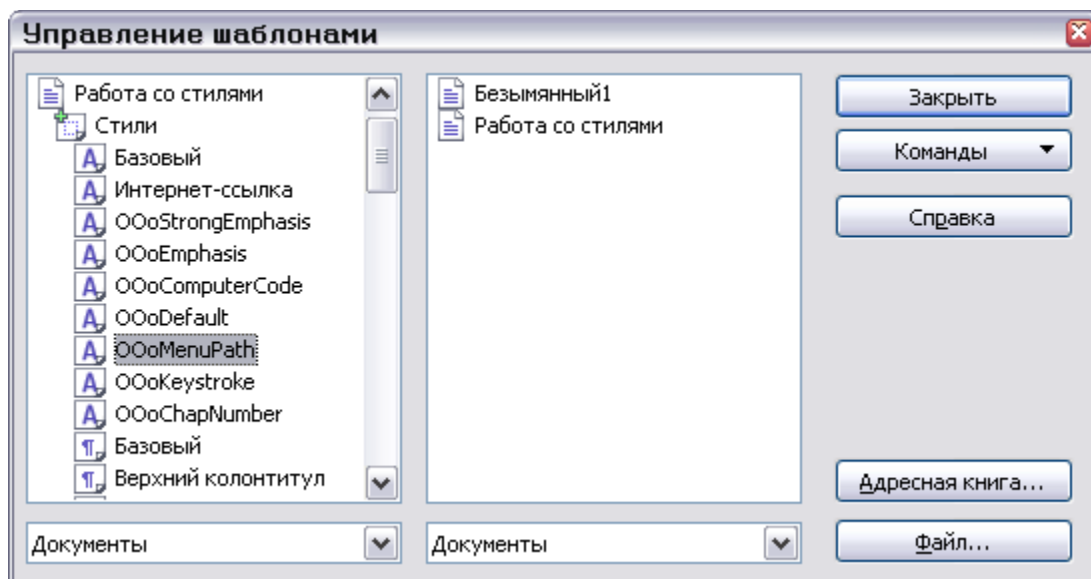 Управление шаблонами
Работа со стилями
Стили
Базовый
Интернет-ссылка
OOoStrongEmphasis
OOoEmphasis
OOoComputerCode
OOoDefault
OOoMenuPath
OOoKeystroke
OOoChapNumber
Базовый
Верхний колонтитул
Документы
Безымянный1
Работа со стилями
Документы
Закрыть
Команды
Справка
Адресная книга...
Файл...